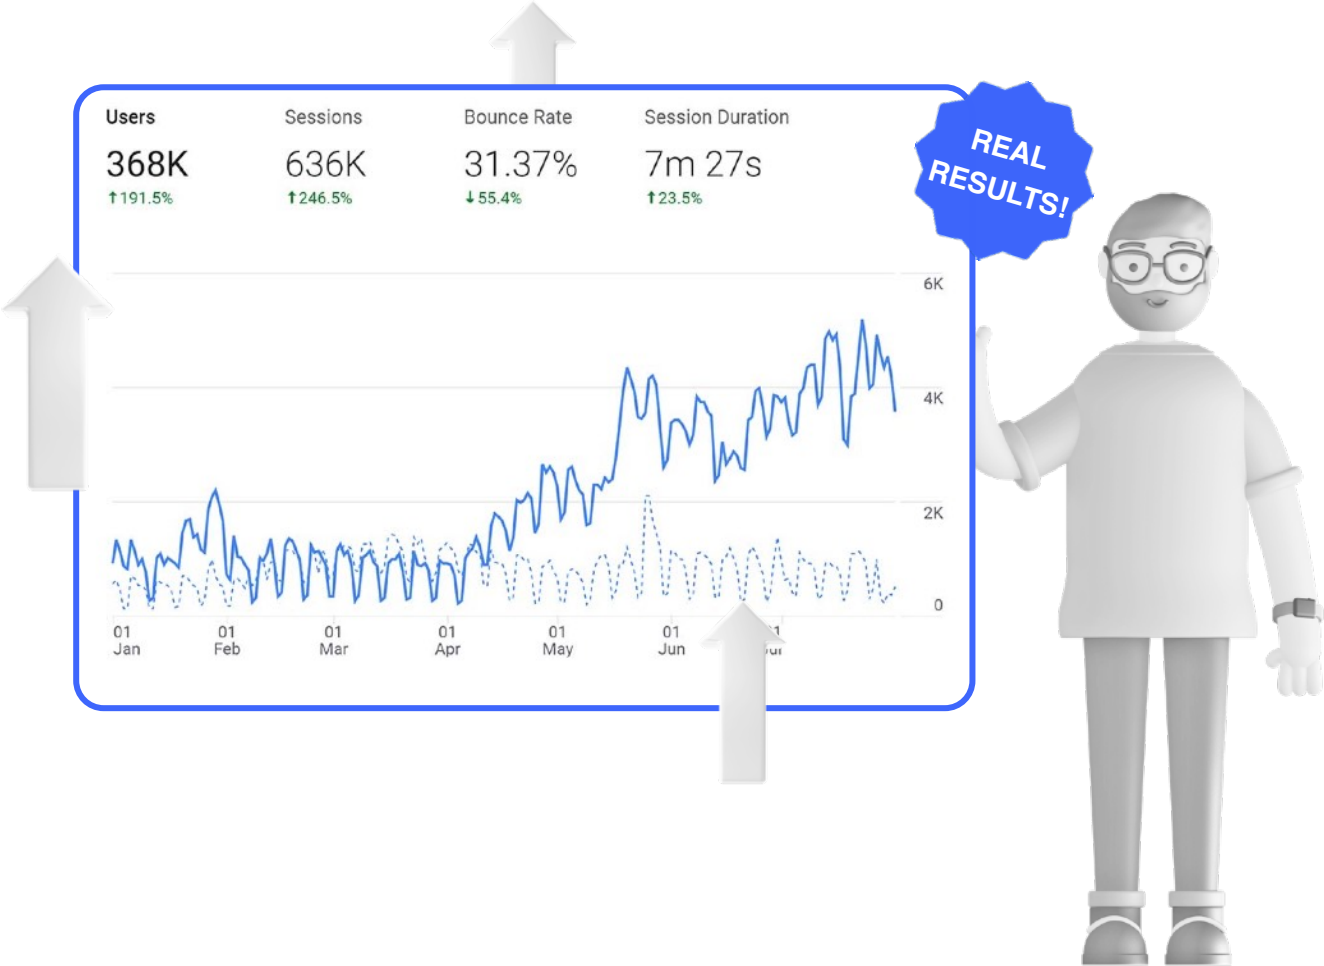 Users
Sessions
Bounce Rate
Session Duration
368K
636K
31.37%
7m 27s
191.5%
246.5%
55.4%
23.5%
REAL
RESULTS!
6K
4K
2K
0
01
01
01
01
01
01
Jan
Feb
Mar
Apr
May
Jun